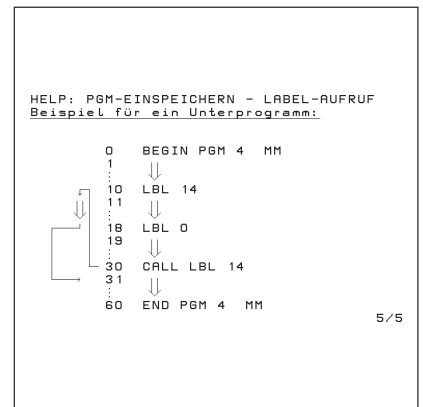 HELP: PGM-EINSPEICHERN - LABEL-AUFRUF
Beispiel für ein Unterprogramm:
0 BEGIN PGM 4 MM
1
:
10 LBL 14
11
:
18 LBL 0
19
:
30 CALL LBL 14
31
:
60 END PGM 4 MM
5/5